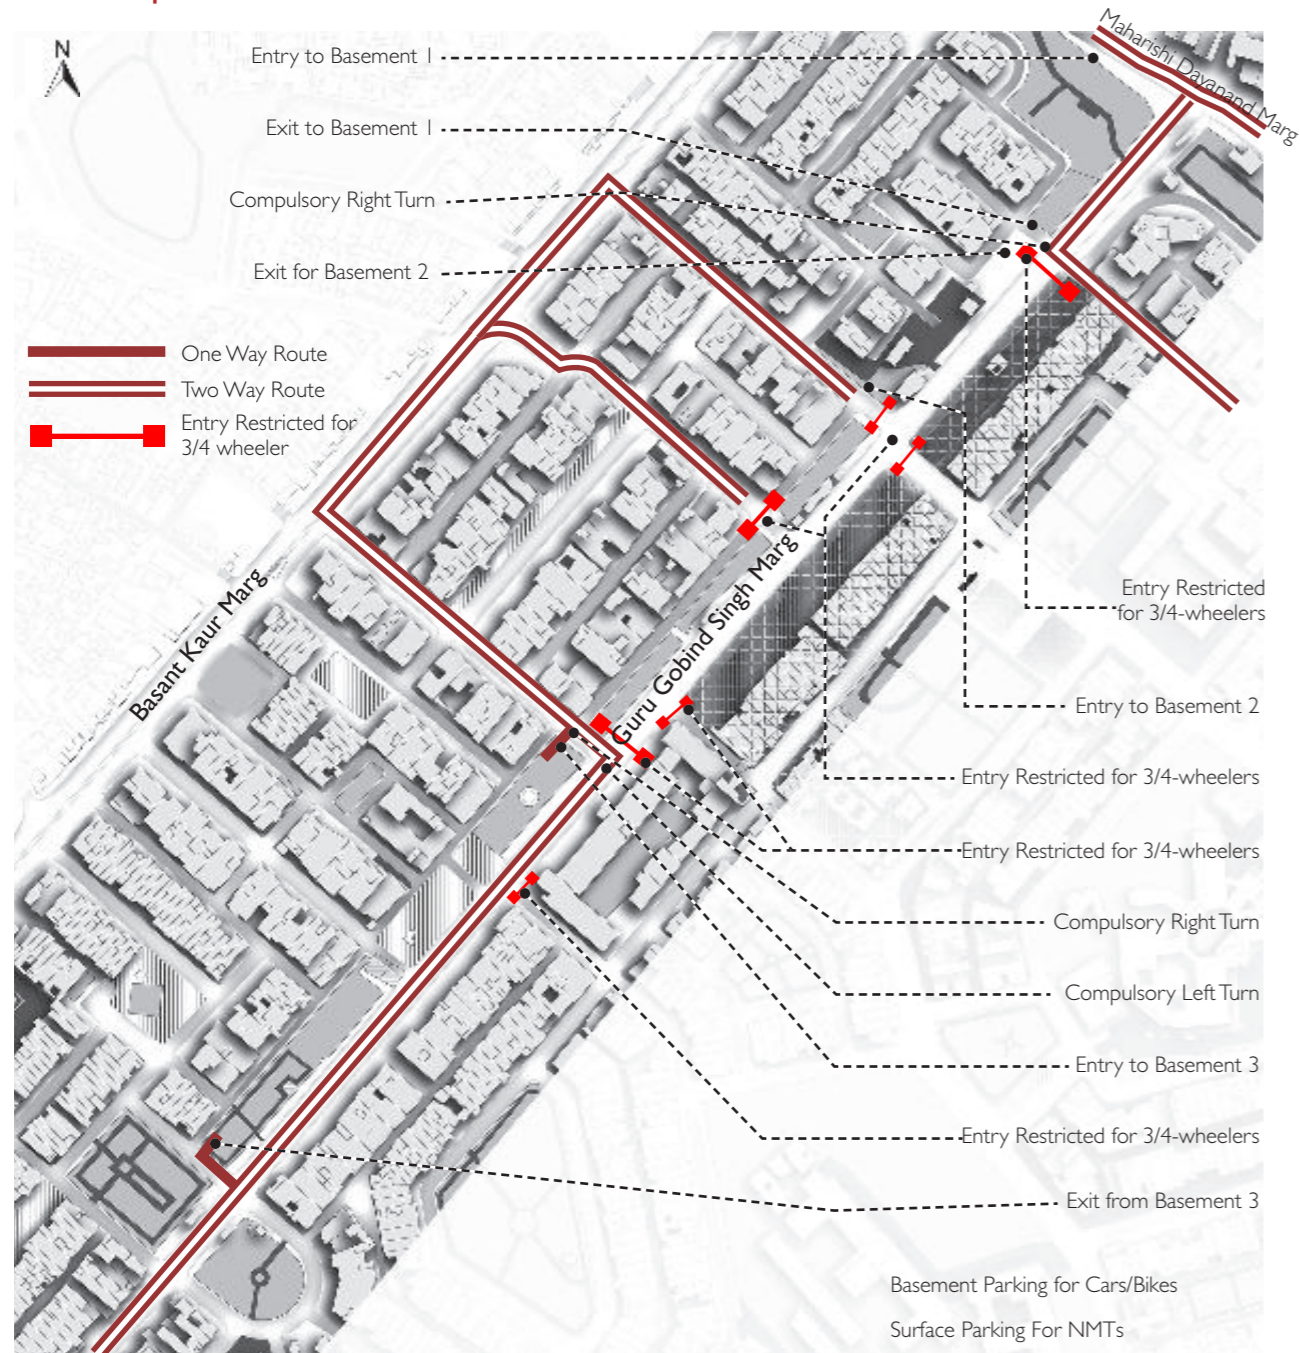 Maharishi Dayanand Marg
N
Entry to Basement 1
Exit to Basement 1
Compulsory Right Turn
Exit for Basement 2
One Way Route
Two Way Route
Entry Restricted for
3/4 wheeler
Basant Kaur Marg
Guru Gobind Singh Marg
Entry Restricted
for 3/4-wheelers
Entry to Basement 2
Entry Restricted for 3/4-wheelers
Entry Restricted for 3/4-wheelers
Compulsory Right Turn
Compulsory Left Turn
Entry to Basement 3
Entry Restricted for 3/4-wheelers
Exit from Basement 3
Basement Parking for Cars/Bikes
Surface Parking For NMTs